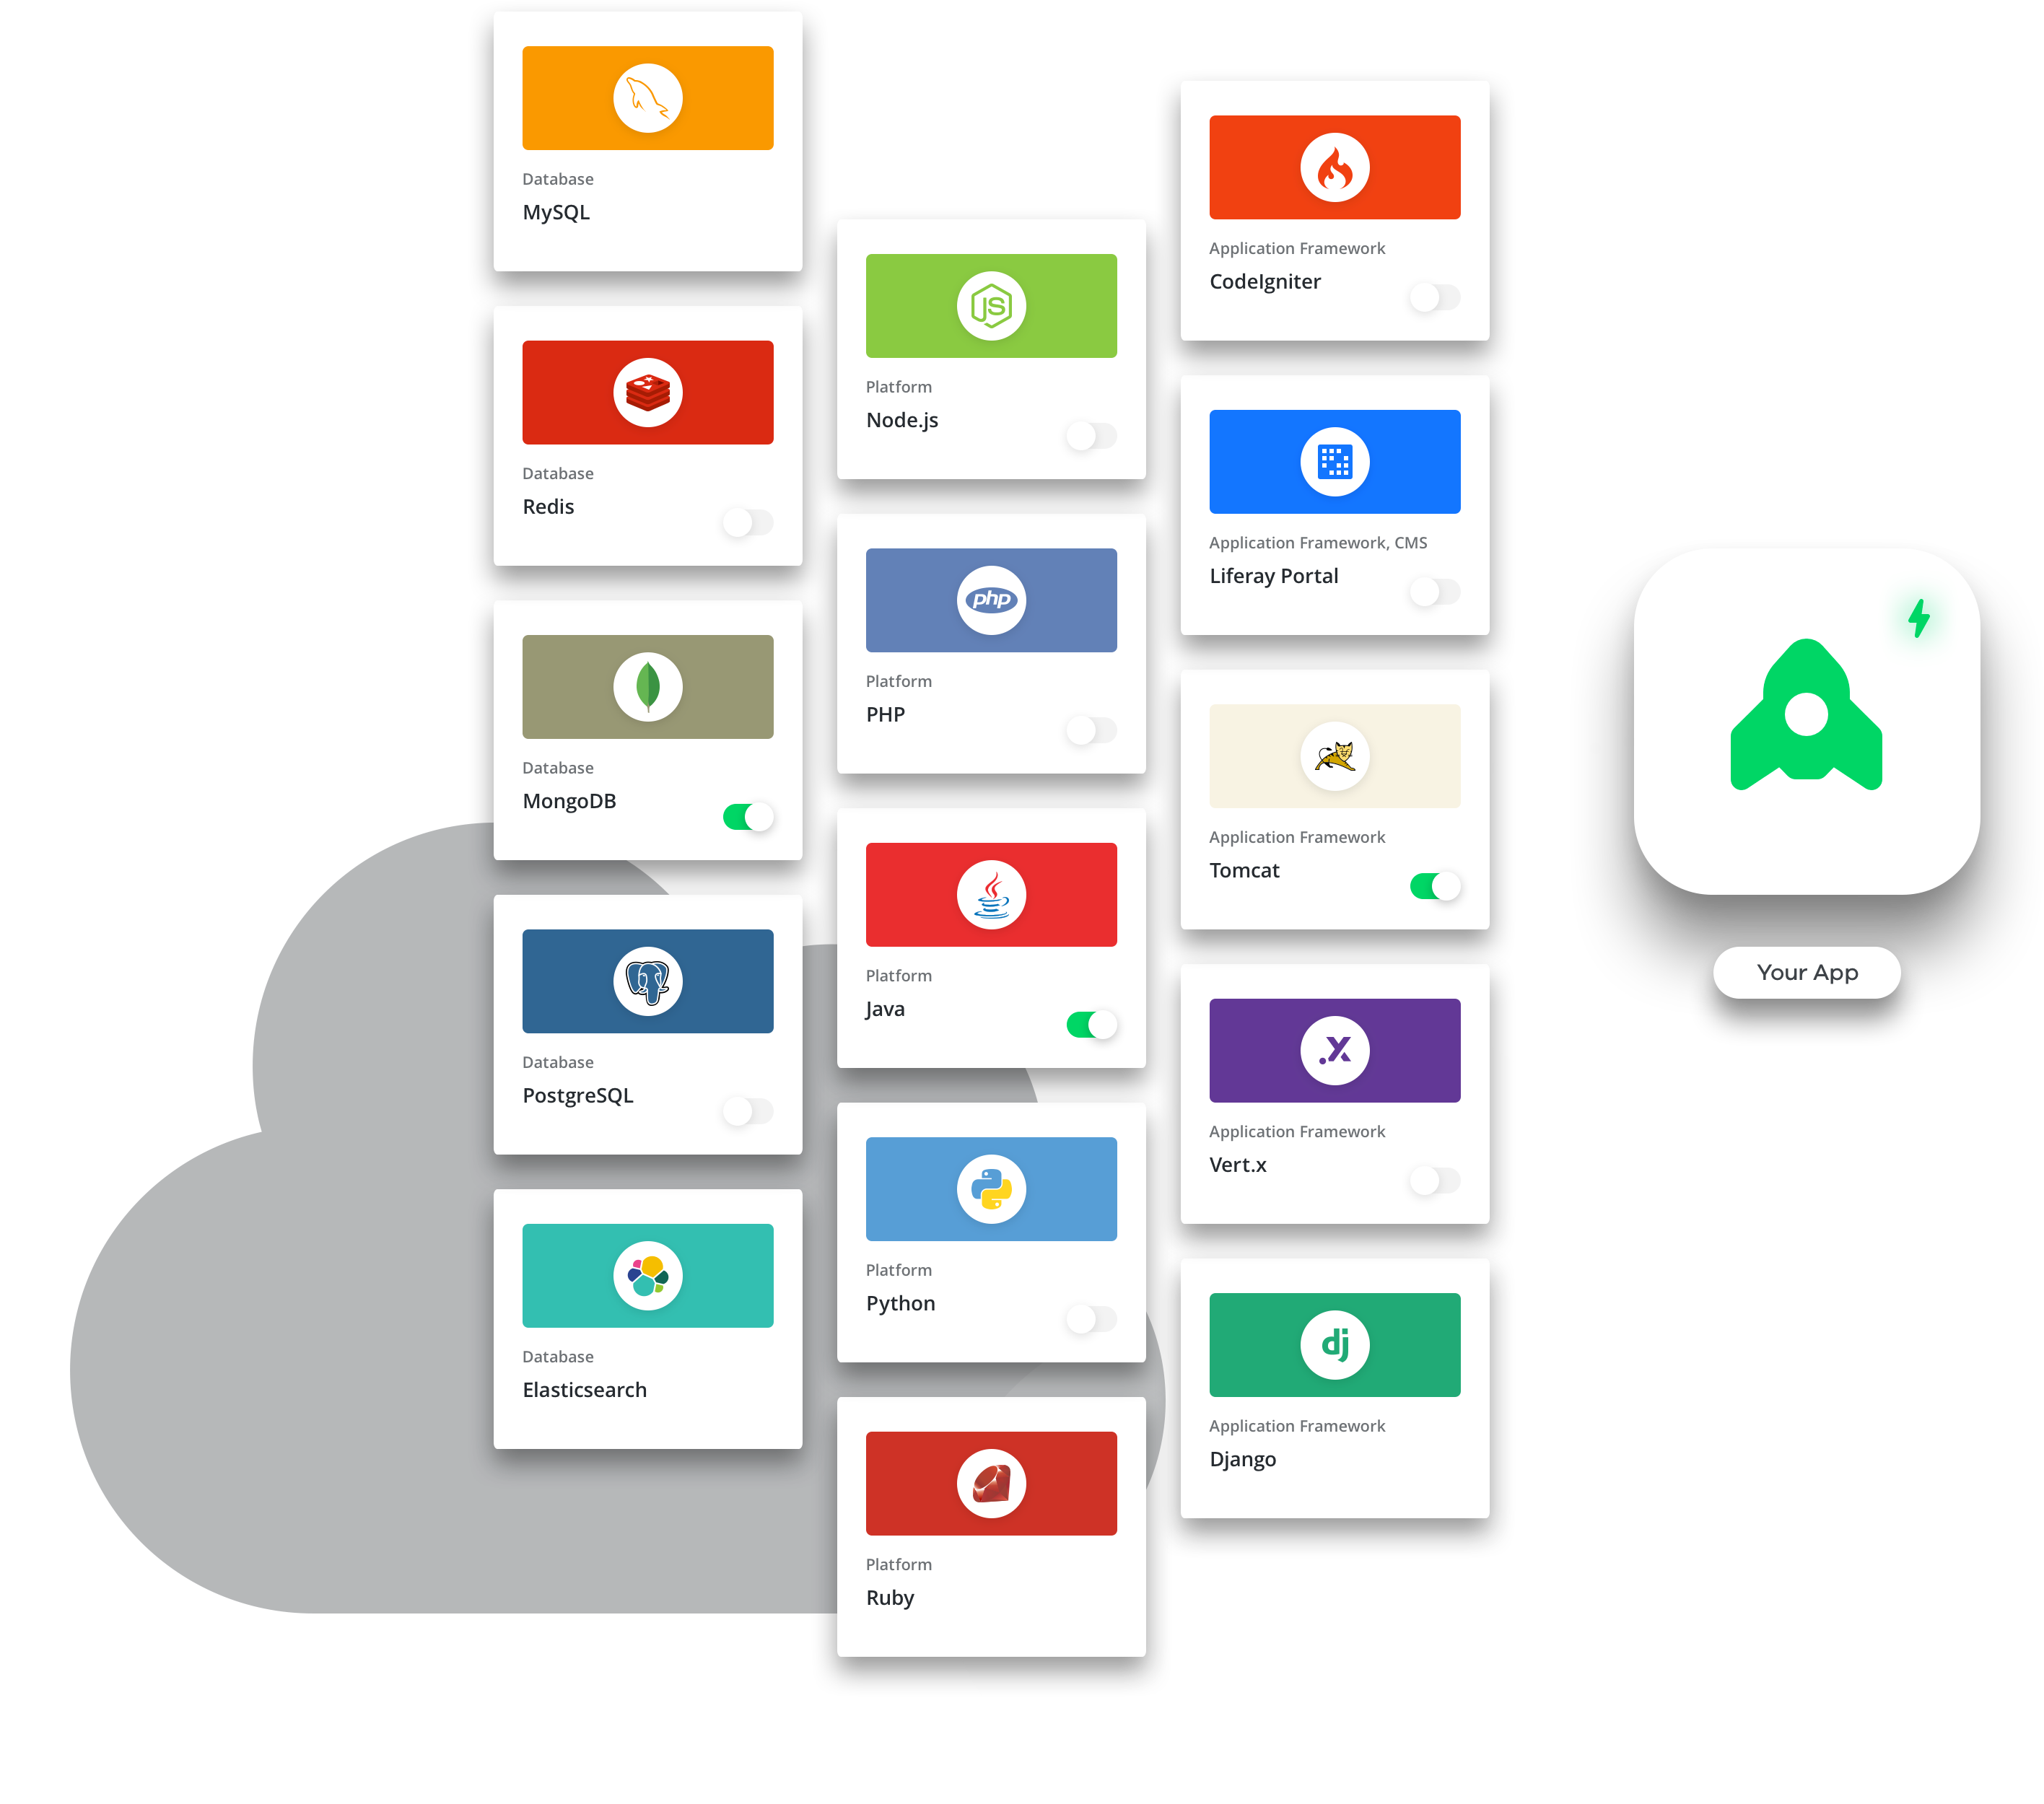 Database
MySQL
Database
Redis
Database
MongoDB
Database
PostgreSQL
Database
Elasticsearch
JS
Platform
Node.js
php
Platform
PHP
Platform
Java
Platform
Python
Platform
Ruby
Application Framework
CodeIgniter
Application Framework, CMS
Liferay Portal
Application Framework
Tomcat
.X
Application Framework
Vert.x
dj
Application Framework
Django
Your App